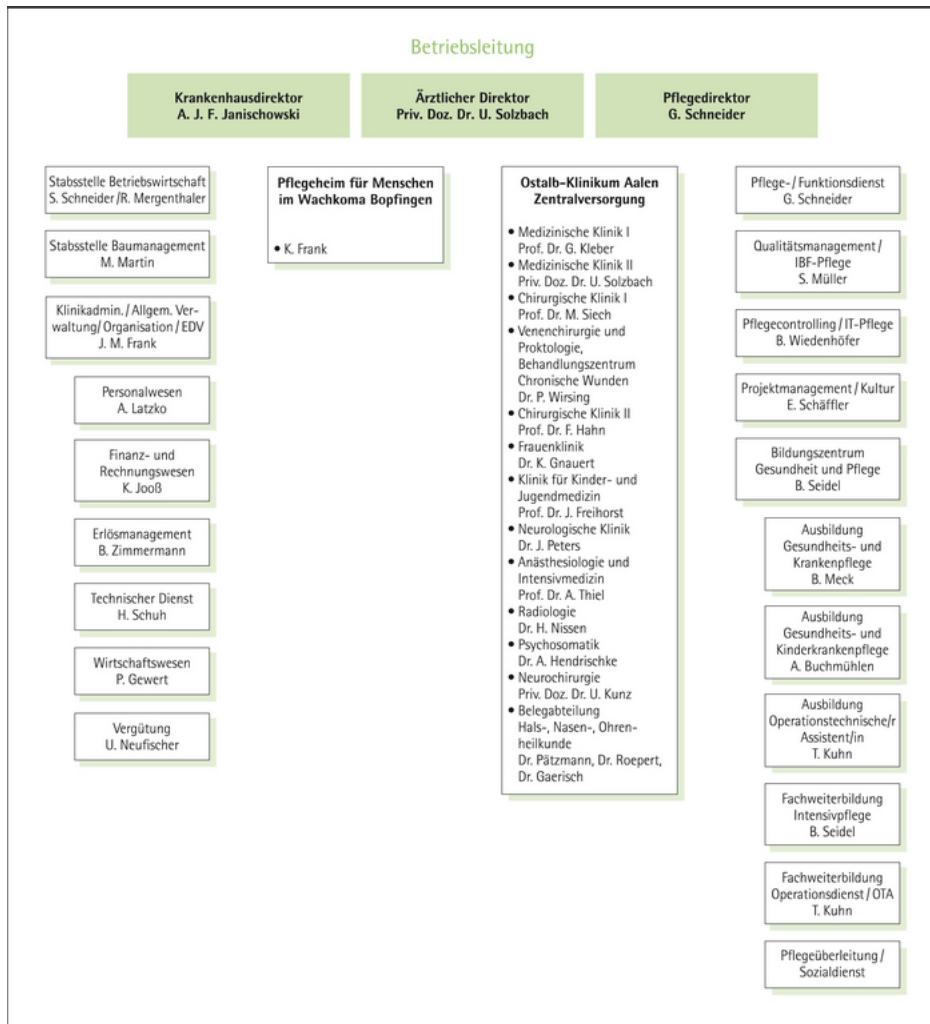 Betriebsleitung
Krankenhausdirektor
A. J. F. Janischowski
Ärztlicher Direktor
Priv. Doz. Dr. U. Solzbach
Pflegedirektor
G. Schneider
Stabsstelle Betriebswirtschaft
S. Schneider/R. Mergenthaler
Stabsstelle Baumanagement
M. Martin
Klinikadmin./Allgem. Ver-
waltung/Organisation/EDV
J. M. Frank
Personalwesen
A. Latzko
Finanz- und
Rechnungswesen
K. Jooß
Erlösmanagement
B. Zimmermann
Technischer Dienst
H. Schuh
Wirtschaftswesen
P. Gewert
Vergütung
U. Neufischer
Pflegeheim für Menschen
im Wachkoma Bopfingen
• K. Frank
Ostalb-Klinikum Aalen
Zentralversorgung
• Medizinische Klinik I
Prof. Dr. G. Kleber
• Medizinische Klinik II
Priv. Doz. Dr. U. Solzbach
• Chirurgische Klinik I
Prof. Dr. M. Siech
• Venenchirurgie und
Proktologie,
Behandlungszentrum
Chronische Wunden
Dr. P. Wirsing
• Chirurgische Klinik II
Prof. Dr. F. Hahn
• Frauenklinik
Dr. K. Gnauert
• Klinik für Kinder- und
Jugendmedizin
Prof. Dr. J. Freihorst
• Neurologische Klinik
Dr. J. Peters
• Anästhesiologie und
Intensivmedizin
Prof. Dr. A. Thiel
• Radiologie
Dr. H. Nissen
• Psychosomatik
Dr. A. Hendrischke
• Neurochirurgie
Priv. Doz. Dr. U. Kunz
• Belegabteilung
Hals-, Nasen-, Ohren-
heilkunde
Dr. Pätzmann, Dr. Roepert,
Dr. Gaerisch
Pflege-/Funktionsdienst
G. Schneider
Qualitätsmanagement/
IBF-Pflege
S. Müller
Pflegecontrolling/IT-Pflege
B. Wiedenhöfer
Projektmanagement/Kultur
E. Schäffler
Bildungszentrum
Gesundheit und Pflege
B. Seidel
Ausbildung
Gesundheits- und
Krankenpflege
B. Meck
Ausbildung
Gesundheits- und
Kinderkrankenpflege
A. Buchmühlen
Ausbildung
Operationstechnische/r
Assistent/in
T. Kuhn
Fachweiterbildung
Intensivpflege
B. Seidel
Fachweiterbildung
Operationsdienst/OTA
T. Kuhn
Pflegeüberleitung/
Sozialdienst